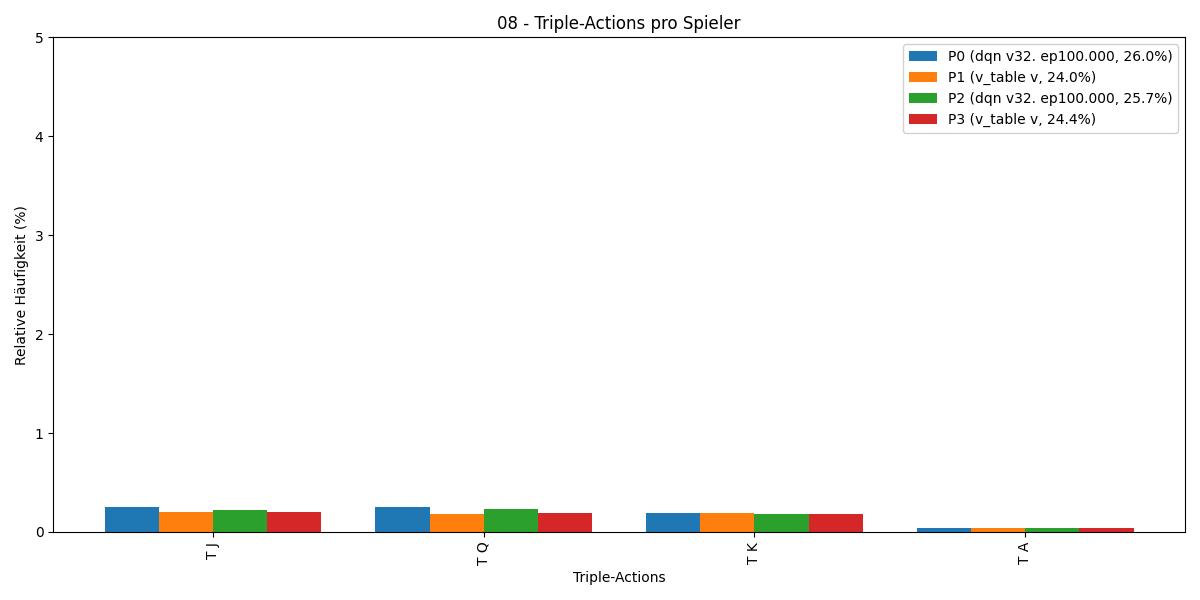 08 - Triple-Actions pro Spieler
Relative Häufigkeit (%)
5
4
3
2
1
0
P0 (dqn v32. ep100.000, 26.0%)
P1 (v_table v, 24.0%)
P2 (dqn v32. ep100.000, 25.7%)
P3 (v_table v, 24.4%)
T J
T Q
T K
T A
Triple-Actions